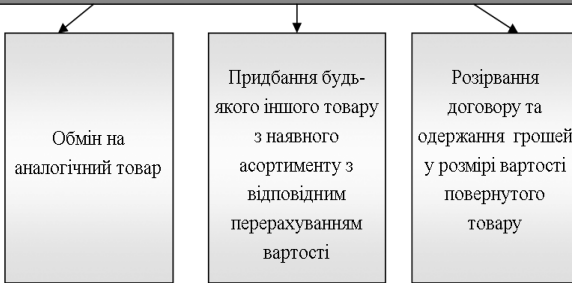 Обмін на
аналогічний товар
Придбання будь-
якого іншого товару
з наявного
асортименту з
відповідним
перерахуванням
вартості
Розірвання
договору та
одержання грошей
у розмірі вартості
повернутого
товару